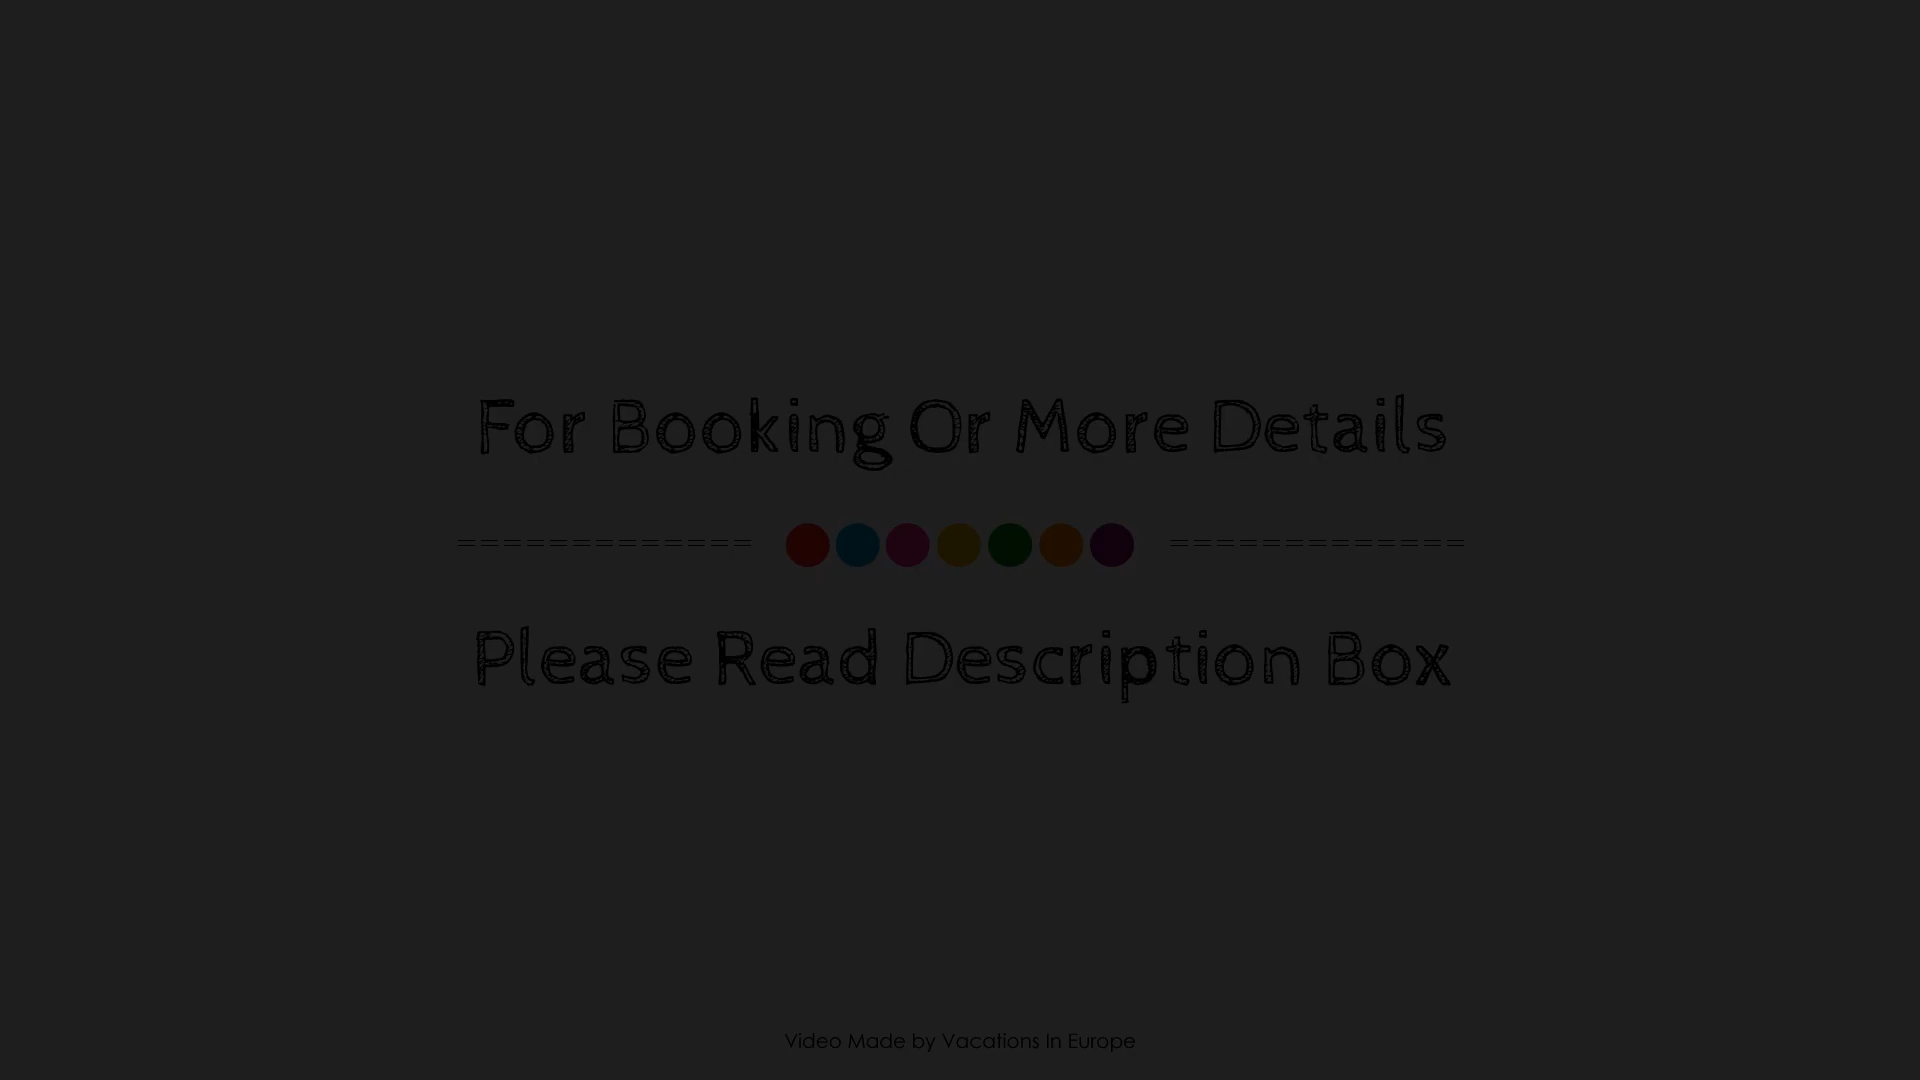 For Booking Or More Details
============= =============
Please Read Description Box
Video Made by Vacations In Europe